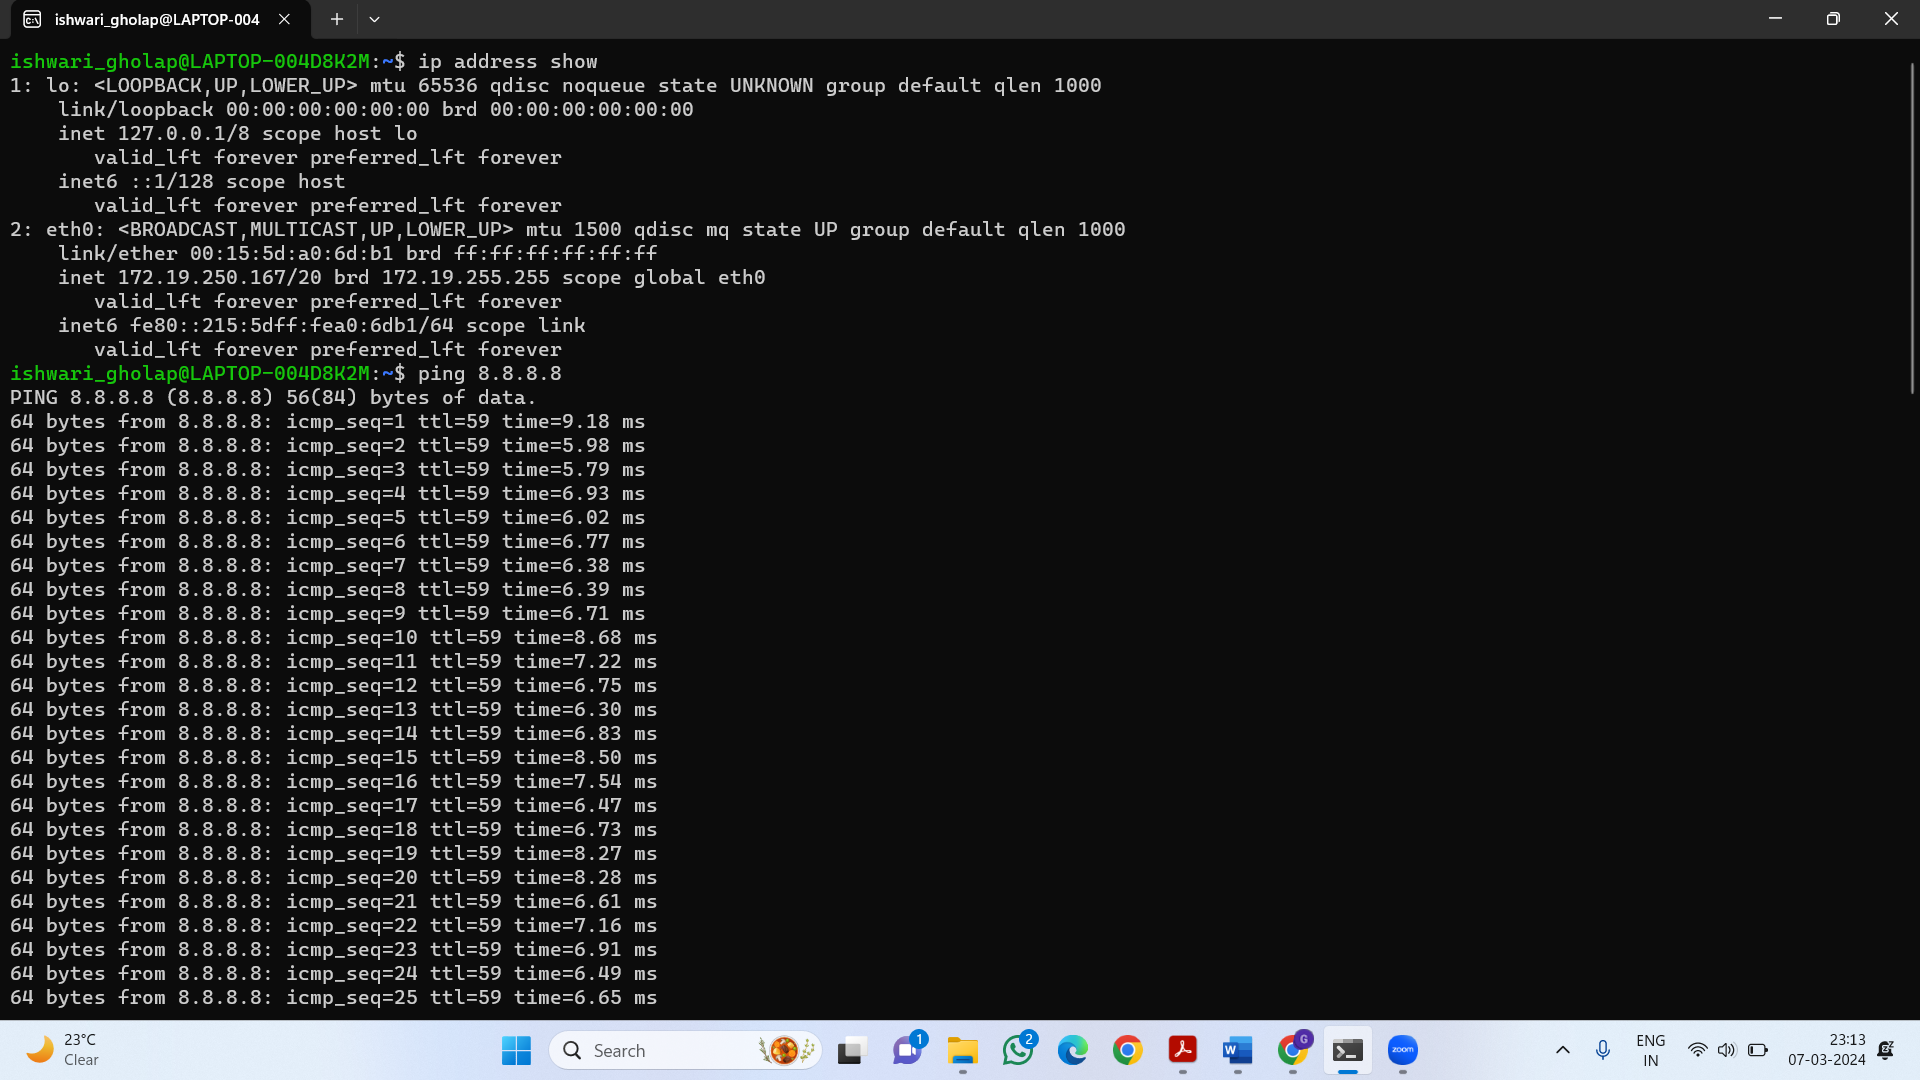 ishwari_gholap@LAPTOP-004
ishwari_gholap@LAPTOP-004D8K2M:~$ ip address show
1: lo: <LOOPBACK,UP,LOWER_UP> mtu 65536 qdisc noqueue state UNKNOWN group default qlen 1000
    link/loopback 00:00:00:00:00:00 brd 00:00:00:00:00:00
    inet 127.0.0.1/8 scope host lo
       valid_lft forever preferred_lft forever
    inet6 ::1/128 scope host
       valid_lft forever preferred_lft forever
2: eth0: <BROADCAST,MULTICAST,UP,LOWER_UP> mtu 1500 qdisc mq state UP group default qlen 1000
    link/ether 00:15:5d:a0:6d:b1 brd ff:ff:ff:ff:ff:ff
    inet 172.19.250.167/20 brd 172.19.255.255 scope global eth0
       valid_lft forever preferred_lft forever
    inet6 fe80::215:5dff:fea0:6db1/64 scope link
       valid_lft forever preferred_lft forever
ishwari_gholap@LAPTOP-004D8K2M:~$ ping 8.8.8.8
PING 8.8.8.8 (8.8.8.8) 56(84) bytes of data.
64 bytes from 8.8.8.8: icmp_seq=1 ttl=59 time=9.18 ms
64 bytes from 8.8.8.8: icmp_seq=2 ttl=59 time=5.98 ms
64 bytes from 8.8.8.8: icmp_seq=3 ttl=59 time=5.79 ms
64 bytes from 8.8.8.8: icmp_seq=4 ttl=59 time=6.93 ms
64 bytes from 8.8.8.8: icmp_seq=5 ttl=59 time=6.02 ms
64 bytes from 8.8.8.8: icmp_seq=6 ttl=59 time=6.77 ms
64 bytes from 8.8.8.8: icmp_seq=7 ttl=59 time=6.38 ms
64 bytes from 8.8.8.8: icmp_seq=8 ttl=59 time=6.39 ms
64 bytes from 8.8.8.8: icmp_seq=9 ttl=59 time=6.71 ms
64 bytes from 8.8.8.8: icmp_seq=10 ttl=59 time=8.68 ms
64 bytes from 8.8.8.8: icmp_seq=11 ttl=59 time=7.22 ms
64 bytes from 8.8.8.8: icmp_seq=12 ttl=59 time=6.75 ms
64 bytes from 8.8.8.8: icmp_seq=13 ttl=59 time=6.30 ms
64 bytes from 8.8.8.8: icmp_seq=14 ttl=59 time=6.83 ms
64 bytes from 8.8.8.8: icmp_seq=15 ttl=59 time=8.50 ms
64 bytes from 8.8.8.8: icmp_seq=16 ttl=59 time=7.54 ms
64 bytes from 8.8.8.8: icmp_seq=17 ttl=59 time=6.47 ms
64 bytes from 8.8.8.8: icmp_seq=18 ttl=59 time=6.73 ms
64 bytes from 8.8.8.8: icmp_seq=19 ttl=59 time=8.27 ms
64 bytes from 8.8.8.8: icmp_seq=20 ttl=59 time=8.28 ms
64 bytes from 8.8.8.8: icmp_seq=21 ttl=59 time=6.61 ms
64 bytes from 8.8.8.8: icmp_seq=22 ttl=59 time=7.16 ms
64 bytes from 8.8.8.8: icmp_seq=23 ttl=59 time=6.91 ms
64 bytes from 8.8.8.8: icmp_seq=24 ttl=59 time=6.49 ms
64 bytes from 8.8.8.8: icmp_seq=25 ttl=59 time=6.65 ms
23°C
Clear
Search
1
2
W
G
zoom
ENG
IN
23:13
07-03-2024